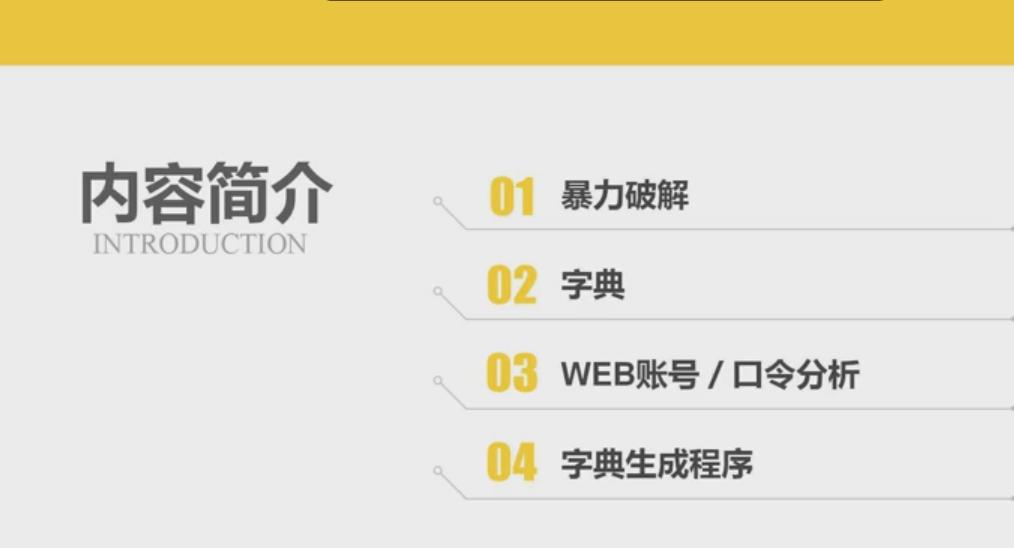 内容简介
INTRODUCTION
01 暴力破解
02 字典
03 WEB账号 / 口令分析
04 字典生成程序